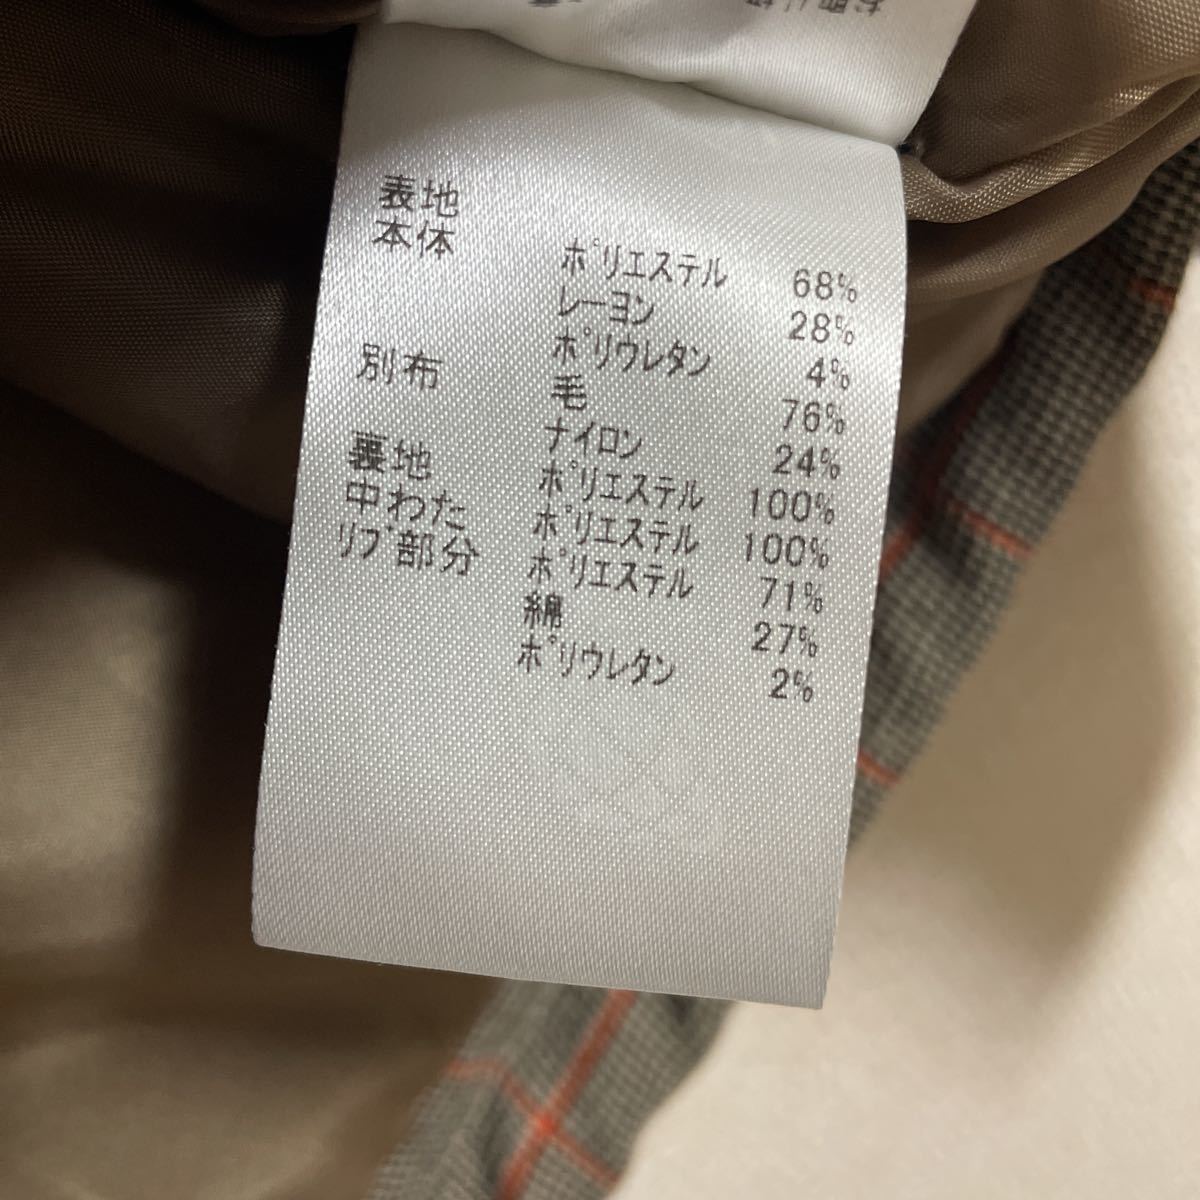 表地
本体 ポリエステル 68%
レーヨン 28%
ポリウレタン 4%
別布 毛 76%
ナイロン 24%
裏地 ポリエステル 100%
中わた ポリエステル 100%
リブ部分 ポリエステル 71%
綿 27%
ポリウレタン 2%